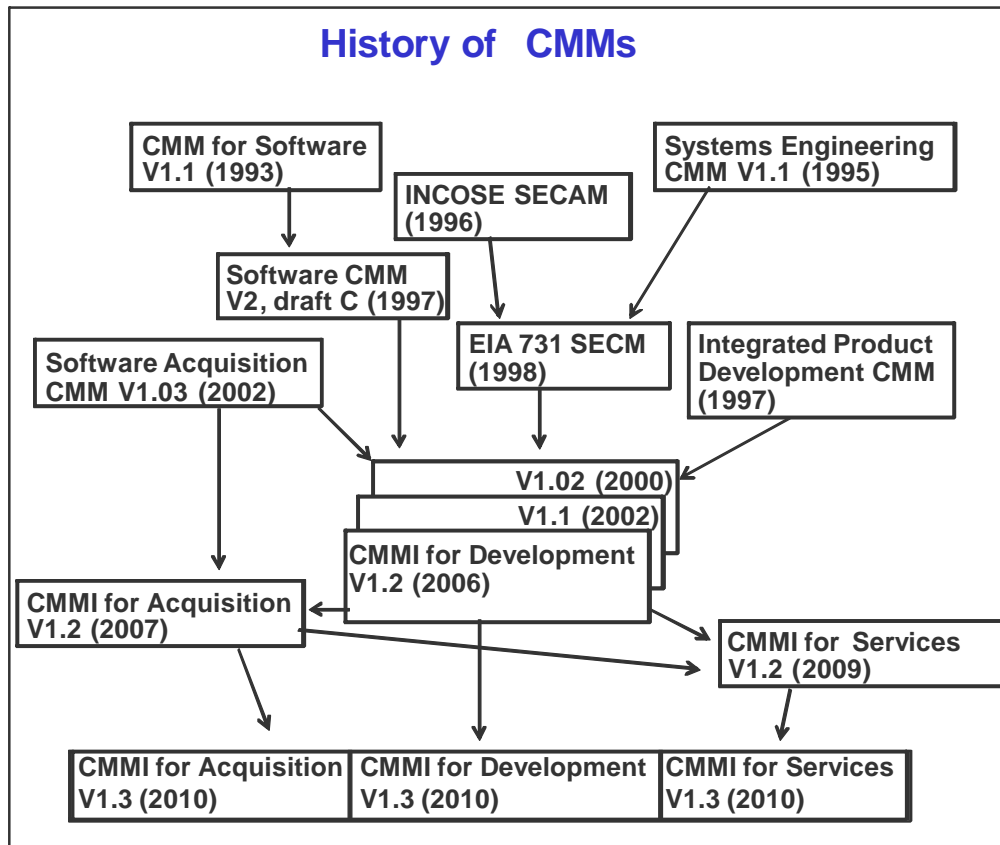 History of CMMs
CMM for Software
V1.1 (1993)
Systems Engineering
CMM V1.1 (1995)
INCOSE SECAM
(1996)
Software CMM
V2, draft C (1997)
EIA 731 SECM
(1998)
Integrated Product
Development CMM
(1997)
Software Acquisition
CMM V1.03 (2002)
V1.02 (2000)
V1.1 (2002)
CMMI for Development
V1.2 (2006)
CMMI for Acquisition
V1.2 (2007)
CMMI for Services
V1.2 (2009)
CMMI for Acquisition
V1.3 (2010)
CMMI for Development
V1.3 (2010)
CMMI for Services
V1.3 (2010)